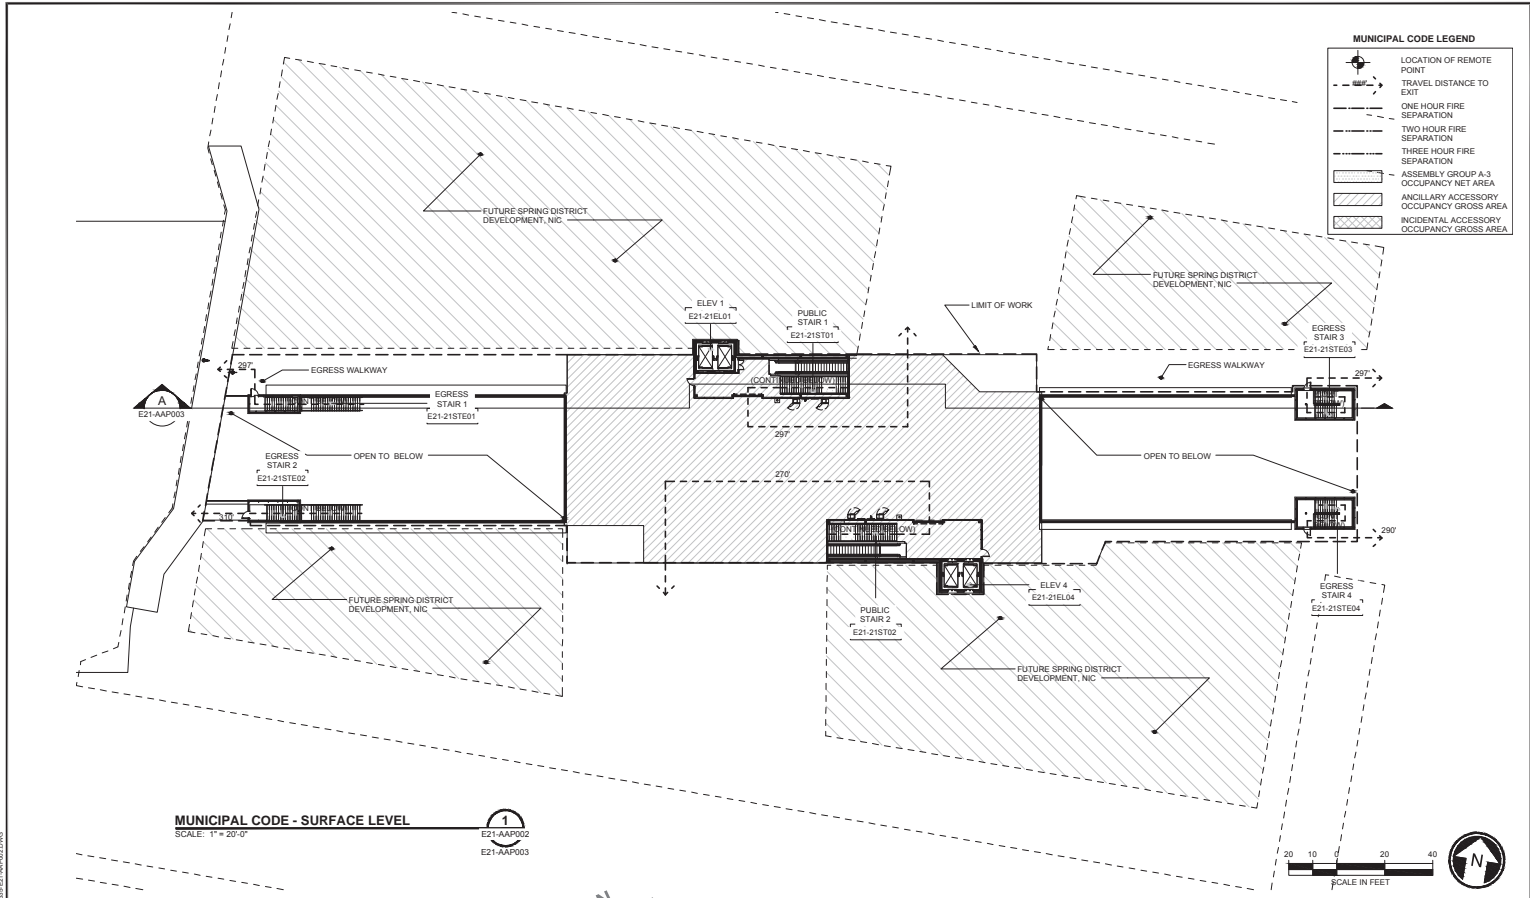 MUNICIPAL CODE LEGEND
LOCATION OF REMOTE
POINT
###'
TRAVEL DISTANCE TO
EXIT
ONE HOUR FIRE
SEPARATION
TWO HOUR FIRE
SEPARATION
THREE HOUR FIRE
SEPARATION
ASSEMBLY GROUP A-3
OCCUPANCY NET AREA
ANCILLARY ACCESSORY
OCCUPANCY GROSS AREA
INCIDENTAL ACCESSORY
OCCUPANCY GROSS AREA
FUTURE SPRING DISTRICT
DEVELOPMENT, NIC
FUTURE SPRING DISTRICT
DEVELOPMENT, NIC
ELEV 1
E21-21EL01
PUBLIC
STAIR 1
E21-21ST01
LIMIT OF WORK
EGRESS
STAIR 3
E21-21STE03
297'
EGRESS WALKWAY
EGRESS WALKWAY
297'
A
E21-AAP003
EGRESS
STAIR 1
E21-21STE01
297'
EGRESS
STAIR 2
E21-21STE02
OPEN TO BELOW
270'
OPEN TO BELOW
310'
290'
FUTURE SPRING DISTRICT
DEVELOPMENT, NIC
PUBLIC
STAIR 2
E21-21ST02
ELEV 4
E21-21EL04
EGRESS
STAIR 4
E21-21STE04
FUTURE SPRING DISTRICT
DEVELOPMENT, NIC
MUNICIPAL CODE - SURFACE LEVEL
SCALE: 1" = 20'-0"
1
E21-AAP002
E21-AAP003
20 10 0 20 40
SCALE IN FEET
N